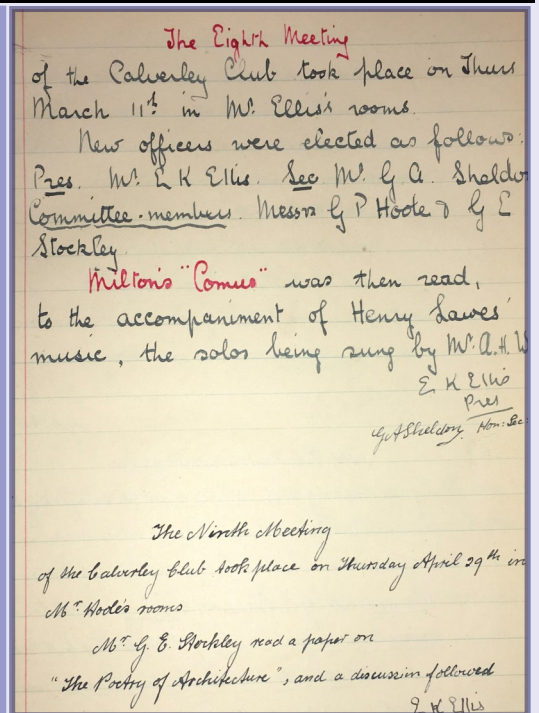 The Eighth Meeting
of the Calverley Club took place on Thurs
March 11th in Mr. Ellis's rooms.
New officers were elected as follows:
Pres. Mr. E K Ellis. Sec Mr. G. A. Sheldon
Committee-members. Messrs G P Hoole & G E
Stockley
Milton's "Comus" was then read,
to the accompaniment of Henry Lawes'
music, the solos being sung by Mr. A. H. W
E K Ellis
Pres
G A Sheldon Hon: Sec:
The Ninth Meeting
of the Calverley Club took place on Thursday April 29th in
Mr. rooms
Mr. G. E. Stockley read a paper on
"The Poetry of Architecture", and a discussion followed
E K Ellis